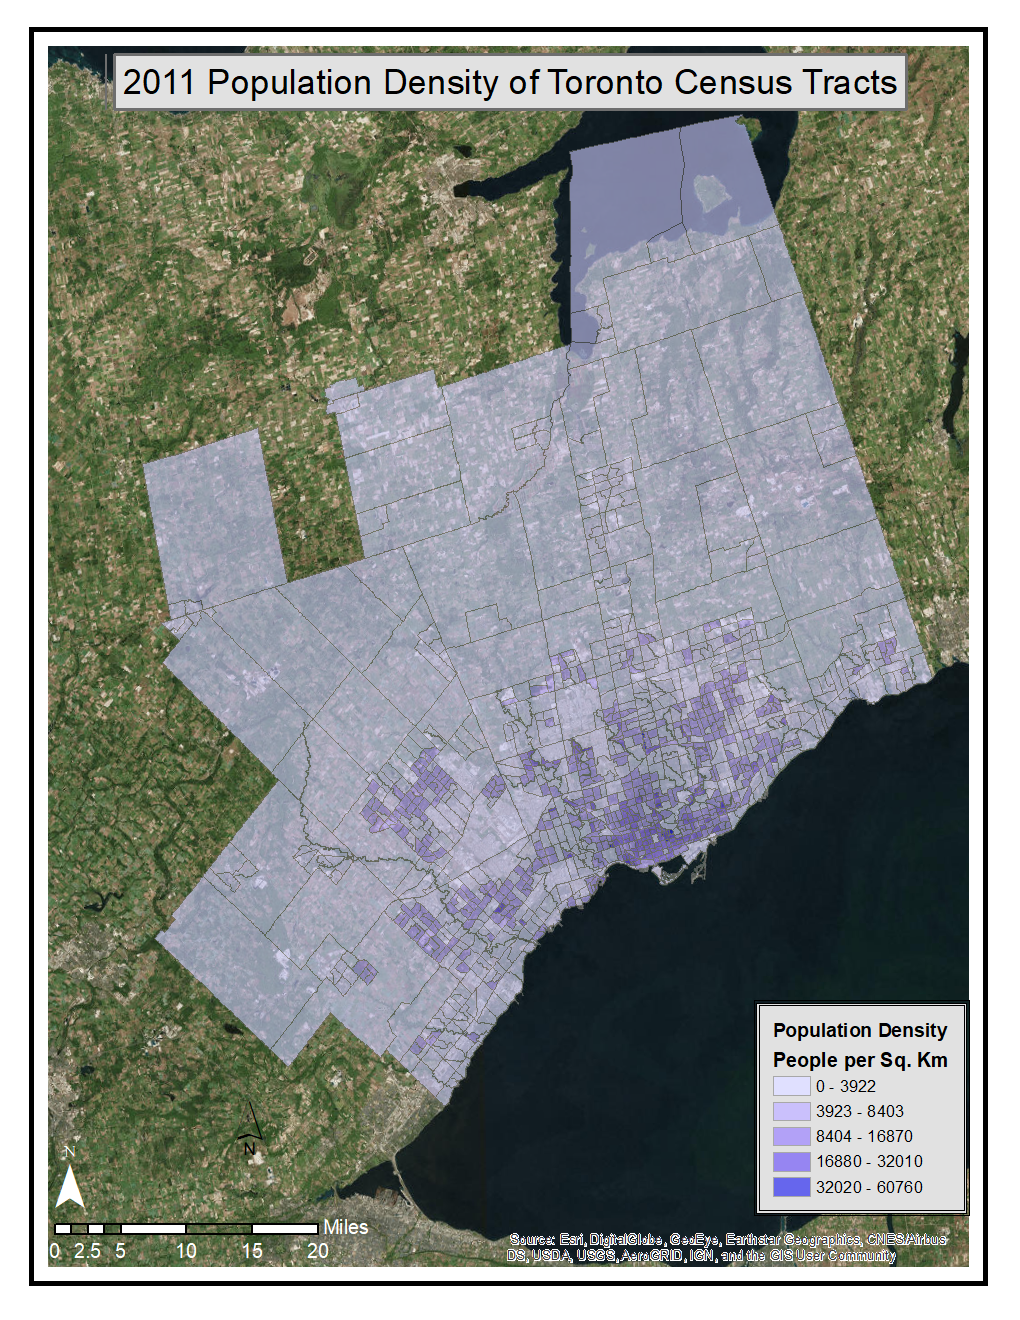 2011 Population Density of Toronto Census Tracts
Population Density
People per Sq. Km
0 - 3922
3923 - 8403
8404 - 16870
16880 - 32010
32020 - 60760
N
N
Miles
0 2.5 5 10 15 20
Source: Esri, DigitalGlobe, GeoEye, Earthstar Geographics, CNES/Airbus
DS, USDA, USGS, AeroGRID, IGN, and the GIS User Community